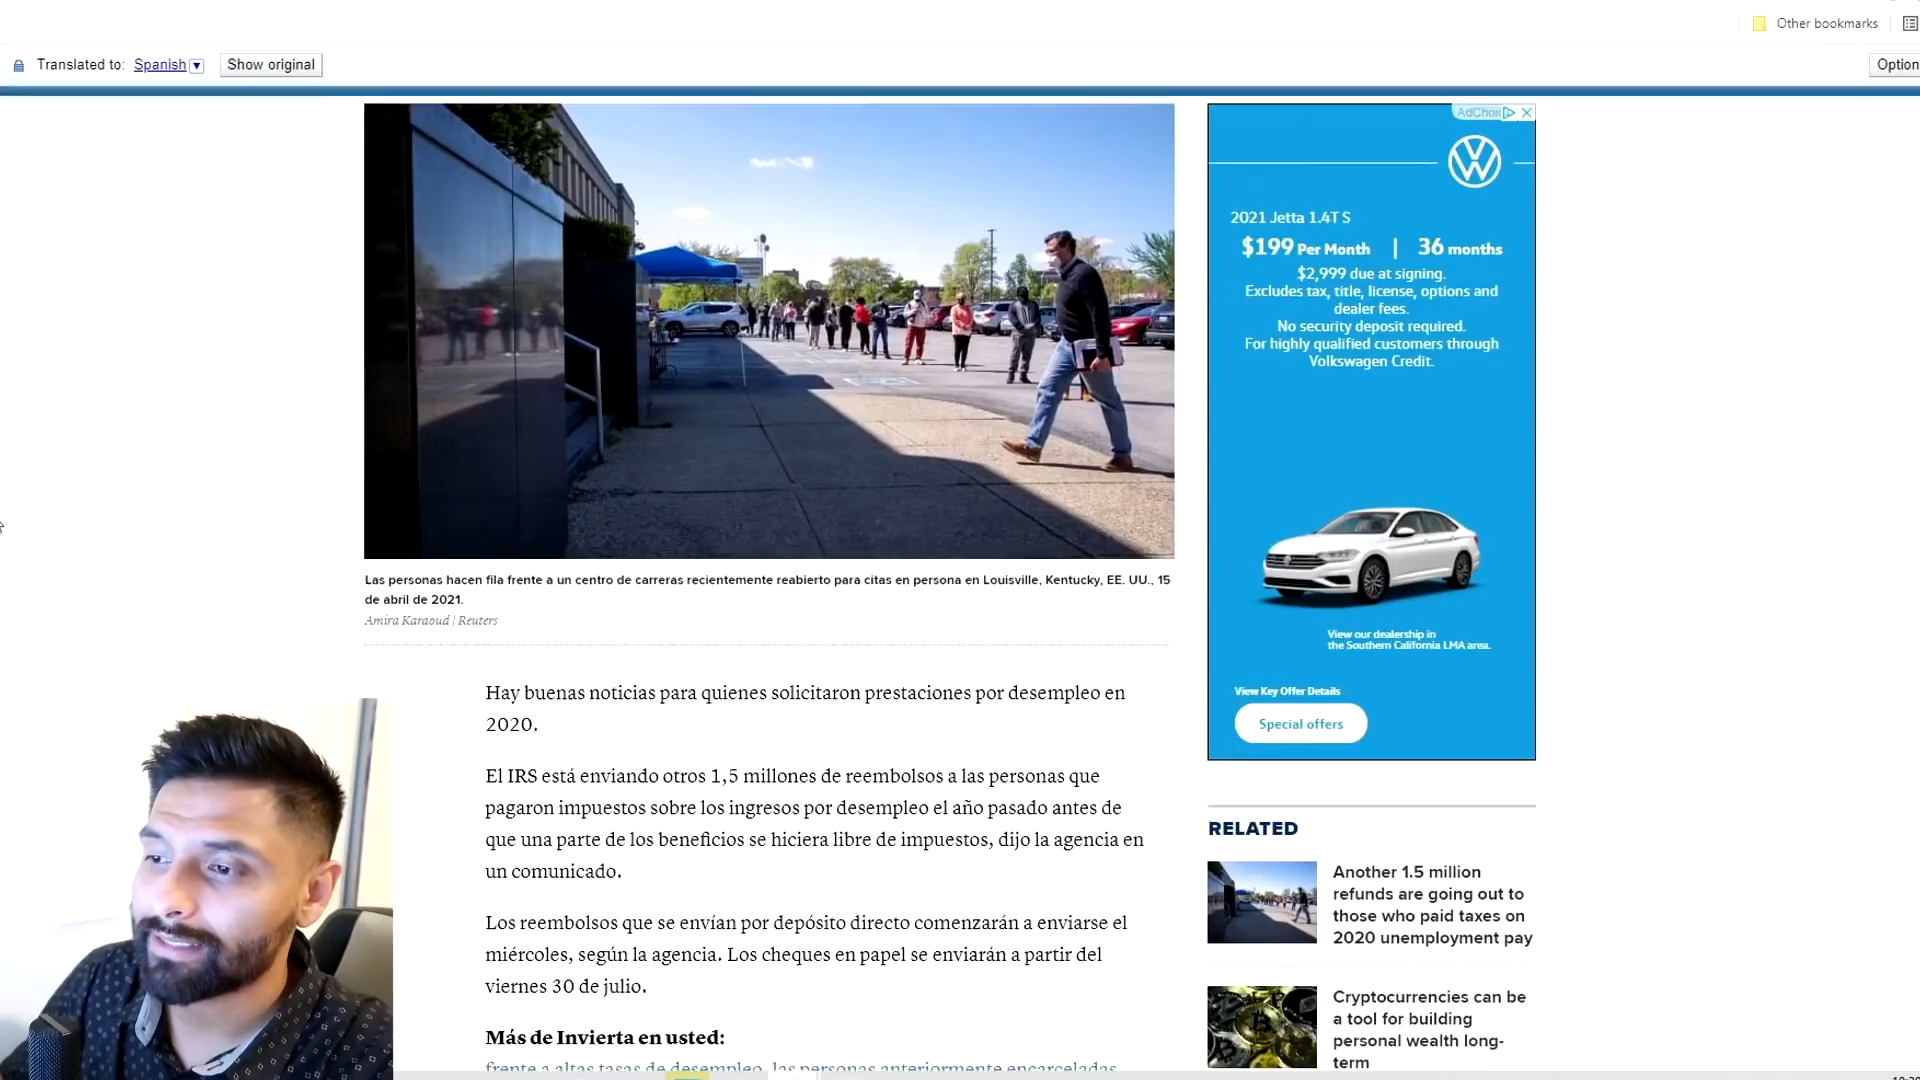 Other bookmarks
Translated to: Spanish Show original
AdChoi
2021 Jetta 1.4T S
$199 Per Month | 36 months
$2,999 due at signing.
Excludes tax, title, license, options and
dealer fees.
No security deposit required.
For highly qualified customers through
Volkswagen Credit.
View our dealership in
the Southern California LMA area.
View Key Offer Details
Special offers
Las personas hacen fila frente a un centro de carreras recientemente reabierto para citas en persona en Louisville, Kentucky, EE. UU., 15
de abril de 2021.
Amira Karaoud | Reuters
Hay buenas noticias para quienes solicitaron prestaciones por desempleo en
2020.
El IRS está enviando otros 1,5 millones de reembolsos a las personas que
pagaron impuestos sobre los ingresos por desempleo el año pasado antes de
que una parte de los beneficios se hiciera libre de impuestos, dijo la agencia en
un comunicado.
Los reembolsos que se envían por depósito directo comenzarán a enviarse el
miércoles, según la agencia. Los cheques en papel se enviarán a partir del
viernes 30 de julio.
Más de Invierta en usted:
frente a altas tasas de desempleo, las personas anteriormente encarceladas
RELATED
Another 1.5 million
refunds are going out to
those who paid taxes on
2020 unemployment pay
Cryptocurrencies can be
a tool for building
personal wealth long-
term